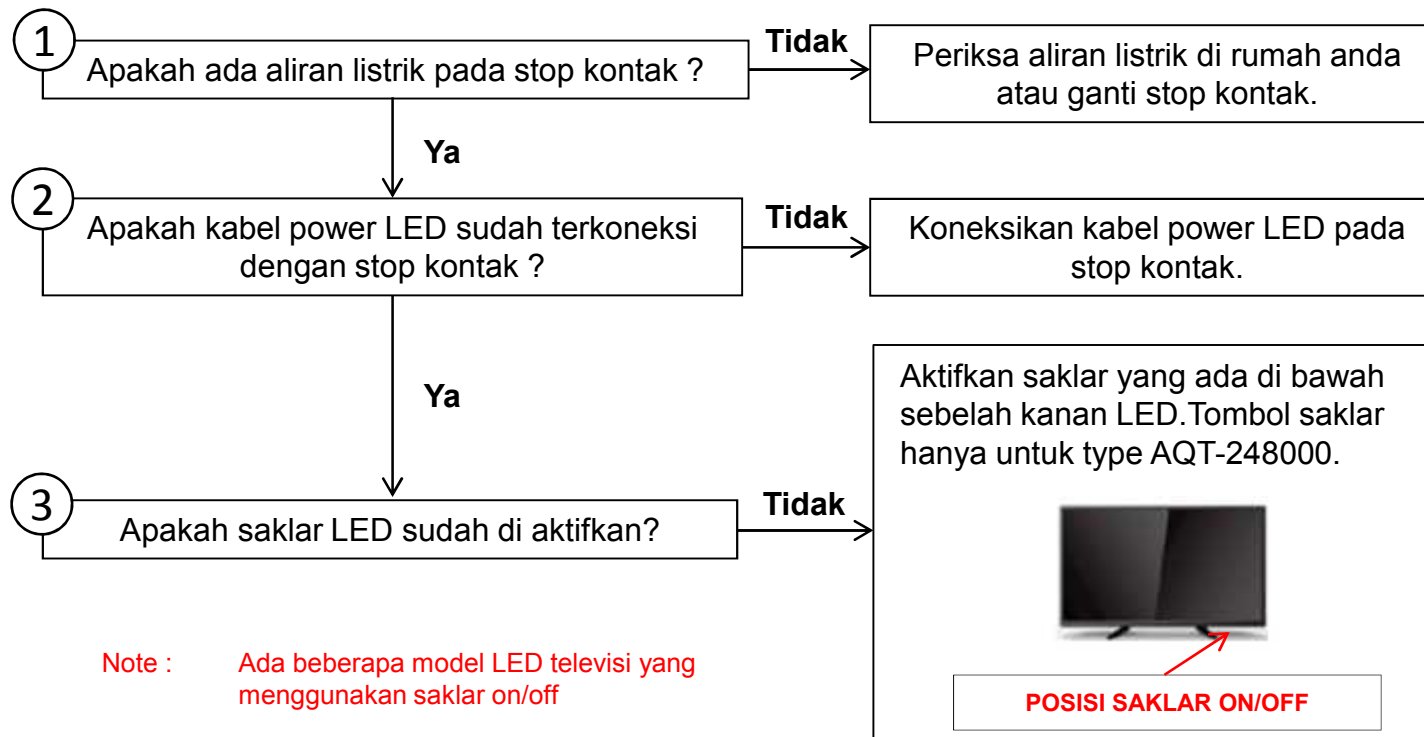 1
Apakah ada aliran listrik pada stop kontak ?
Tidak
Periksa aliran listrik di rumah anda
atau ganti stop kontak.
Ya
2
Apakah kabel power LED sudah terkoneksi
dengan stop kontak ?
Tidak
Koneksikan kabel power LED pada
stop kontak.
Ya
3
Apakah saklar LED sudah di aktifkan?
Tidak
Aktifkan saklar yang ada di bawah
sebelah kanan LED.Tombol saklar
hanya untuk type AQT-248000.
POSISI SAKLAR ON/OFF
Note : Ada beberapa model LED televisi yang
menggunakan saklar on/off